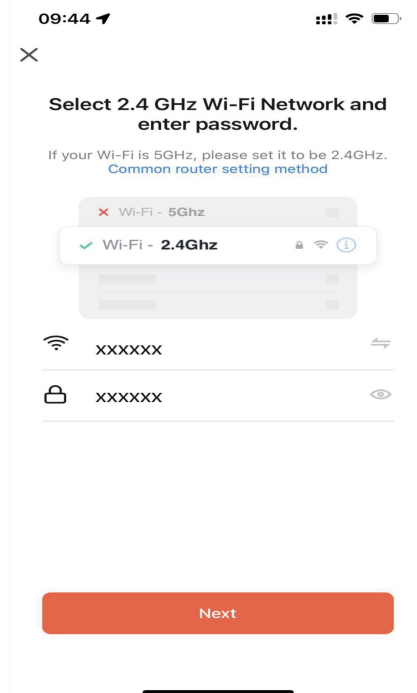 09:44
Select 2.4 GHz Wi-Fi Network and
enter password.
If your Wi-Fi is 5GHz, please set it to be 2.4GHz.
Common router setting method
Wi-Fi - 5Ghz
Wi-Fi - 2.4Ghz
xxxxxx
xxxxxx
Next